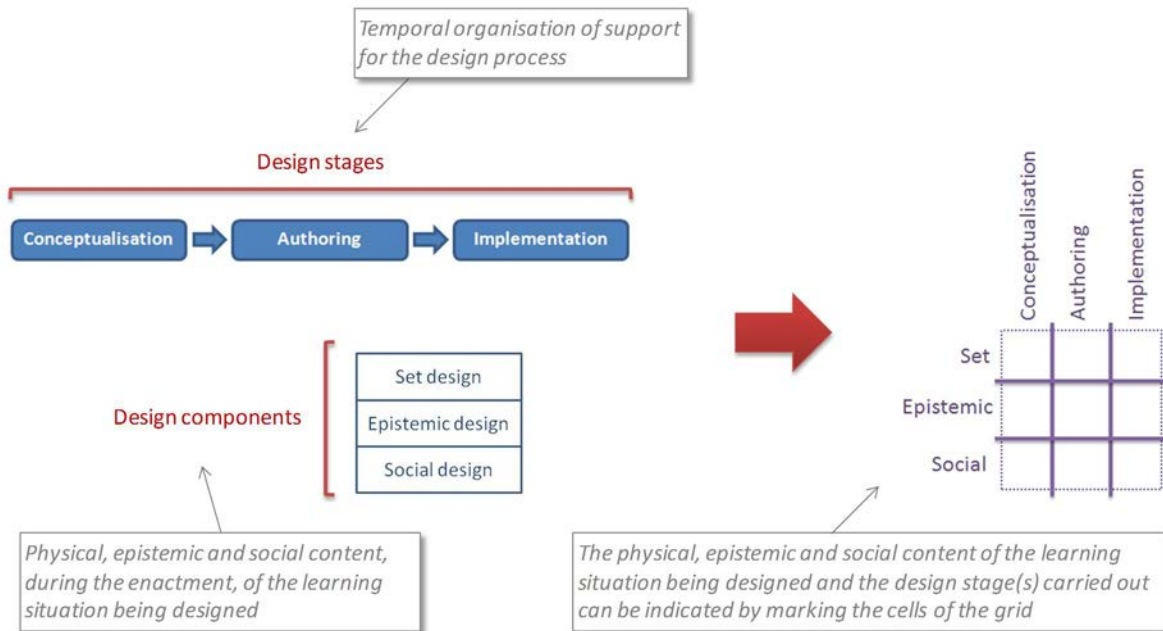 Temporal organisation of support
for the design process
Design stages
Conceptualisation
Authoring
Implementation
Design components
Set design
Epistemic design
Social design
Physical, epistemic and social content,
during the enactment, of the learning
situation being designed
Conceptualisation
Authoring
Implementation
Set
Epistemic
Social
The physical, epistemic and social content of the learning
situation being designed and the design stage(s) carried out
can be indicated by marking the cells of the grid